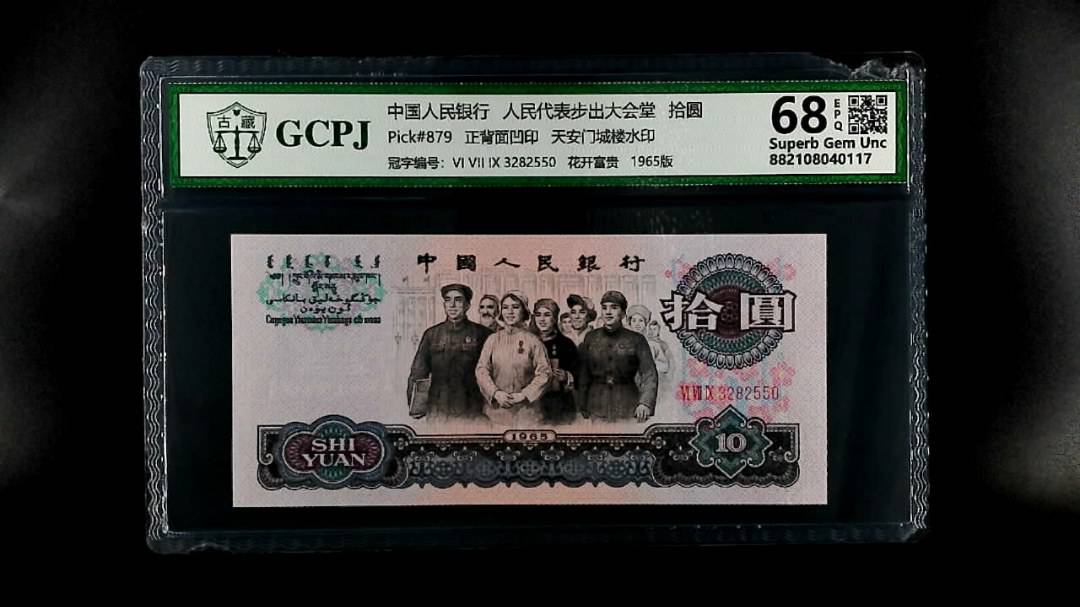 古 藏
GCPJ
中国人民银行 人民代表步出大会堂 拾圆
Pick#879 正背面凹印 天安门城楼水印
冠字编号: VI VII IX 3282550 花开富贵 1965版
68 EPQ
Superb Gem Unc
882108040117
中國人民銀行
拾圓
VI VII IX 3282550
1965
SHI
YUAN
10